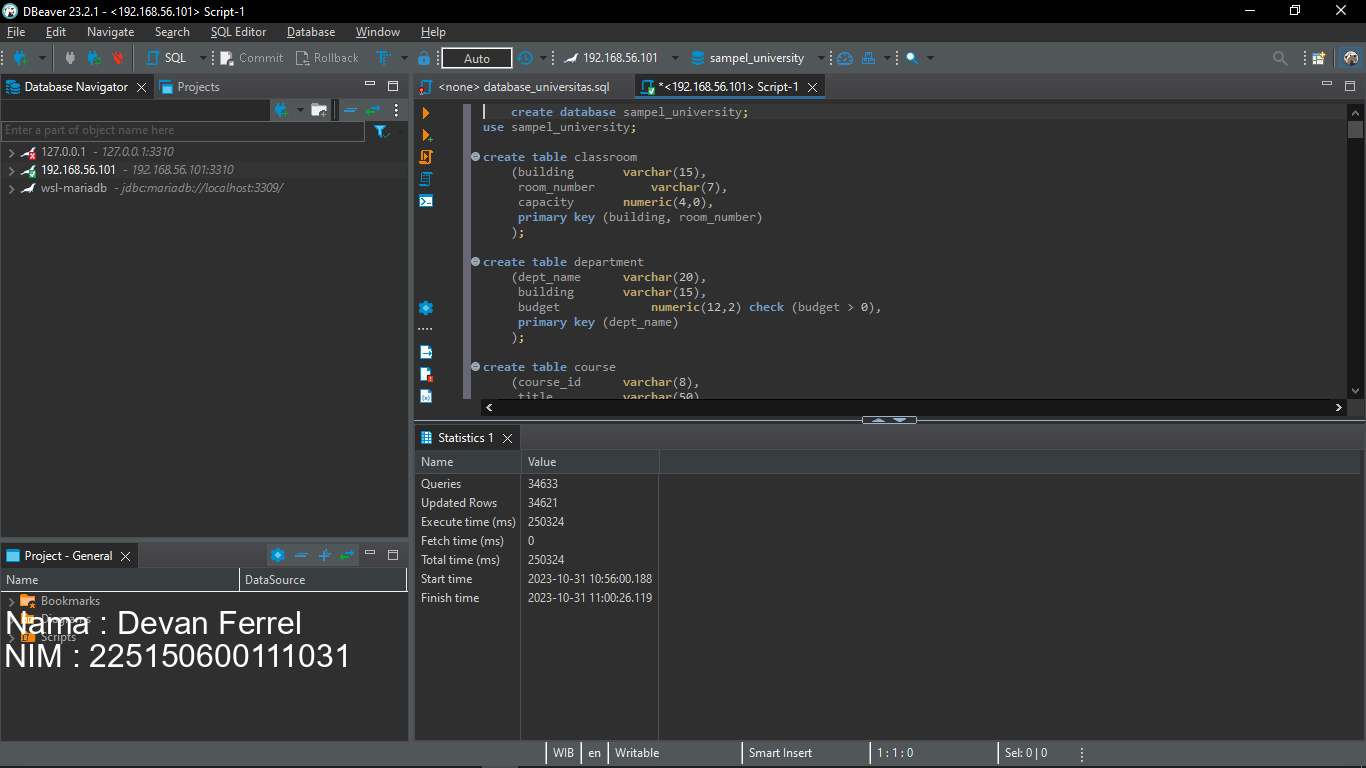 DBeaver 23.2.1 - <192.168.56.101> Script-1
File Edit Navigate Search SQL Editor Database Window Help
SQL Commit Rollback Auto 192.168.56.101 sampel_university
Database Navigator Projects
Enter a part of object name here
127.0.0.1 - 127.0.0.1:3310
192.168.56.101 - 192.168.56.101:3310
wsl-mariadb - jdbc:mariadb://localhost:3309/
<none> database_universitas.sql *<192.168.56.101> Script-1
create database sampel_university;
use sampel_university;
create table classroom
(building varchar(15),
room_number varchar(7),
capacity numeric(4,0),
primary key (building, room_number)
);
create table department
(dept_name varchar(20),
building varchar(15),
budget numeric(12,2) check (budget > 0),
primary key (dept_name)
);
create table course
(course_id varchar(8),
title varchar(50)
Statistics 1
Name Value
Queries 34633
Updated Rows 34621
Execute time (ms) 250324
Fetch time (ms) 0
Total time (ms) 250324
Start time 2023-10-31 10:56:00.188
Finish time 2023-10-31 11:00:26.119
Project - General
Name DataSource
Bookmarks
Diagrams
Scripts
Nama : Devan Ferrel
NIM : 225150600111031
WIB en Writable Smart Insert 1 : 1 : 0 Sel: 0 | 0